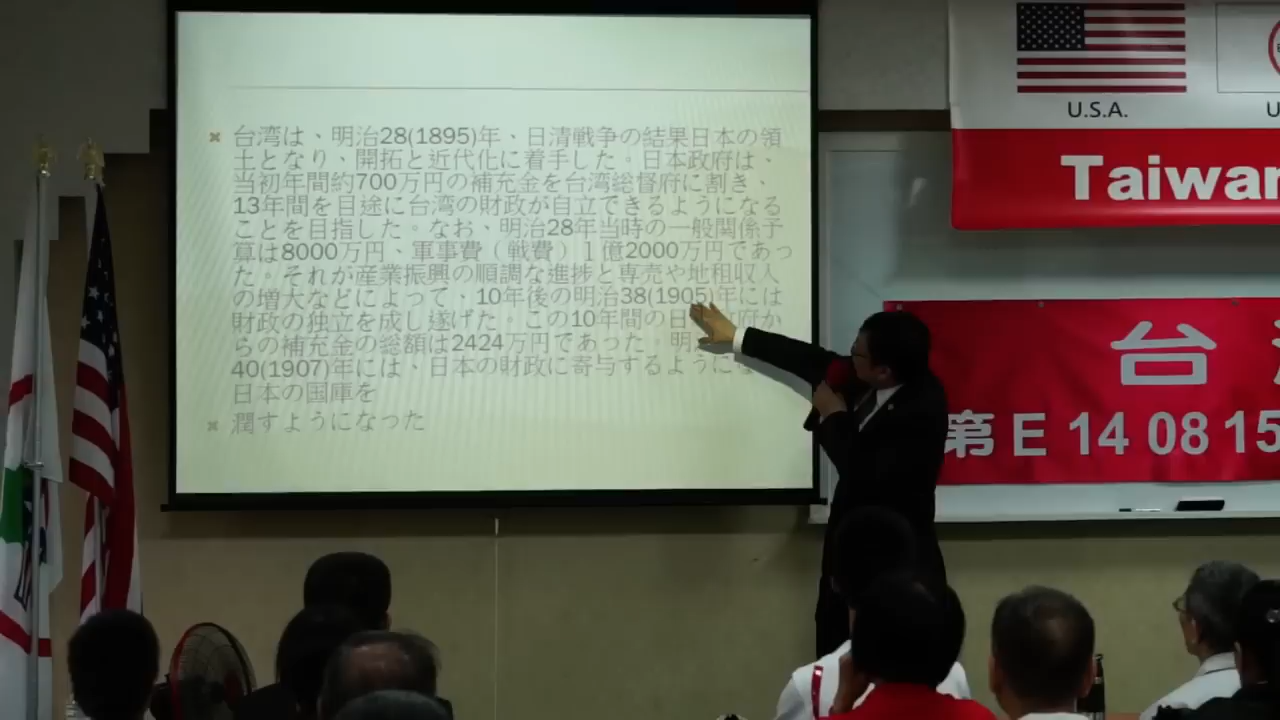 台湾は、明治28(1895)年、日清戦争の結果日本の領
土となり、開拓と近代化に着手した。日本政府は、
当初年間約700万円の補充金を台湾総督府に割き、
13年間を目途に台湾の財政が自立できるようになる
ことを目指した。なお、明治28年当時の一般関係予
算は8000万円、軍事費（戦費）1億2000万円であっ
た。それが産業振興の順調な進捗と専売や地租収入
の増大などによって、10年後の明治38(1905)年には
財政の独立を成し遂げた。この10年間の日 政府か
らの補充金の総額は2424万円であった。明
40(1907)年には、日本の財政に寄与するように
日本の国庫を
潤すようになった
U.S.A.
U
Taiwan
台
第 E 14 08 15